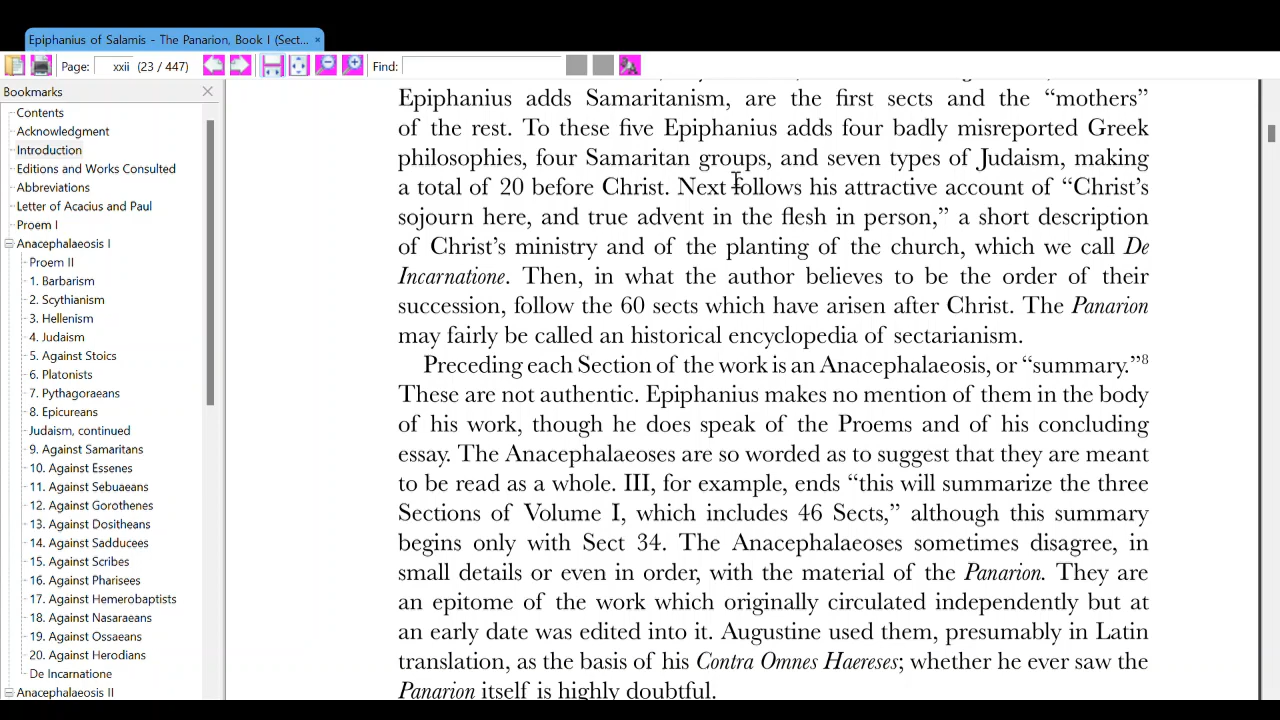 Epiphanius of Salamis - The Panarion, Book I (Sect... ×
Page: xxii (23 / 447) Find:
Bookmarks
Contents
Acknowledgment
Introduction
Editions and Works Consulted
Abbreviations
Letter of Acacius and Paul
Proem I
Anacephalaeosis I
Proem II
1. Barbarism
2. Scythianism
3. Hellenism
4. Judaism
5. Against Stoics
6. Platonists
7. Pythagoraeans
8. Epicureans
Judaism, continued
9. Against Samaritans
10. Against Essenes
11. Against Sebuaeans
12. Against Gorothenes
13. Against Dositheans
14. Against Sadducees
15. Against Scribes
16. Against Pharisees
17. Against Hemerobaptists
18. Against Nasaraeans
19. Against Ossaeans
20. Against Herodians
De Incarnatione
Anacephalaeosis II
Epiphanius adds Samaritanism, are the first sects and the “mothers”
of the rest. To these five Epiphanius adds four badly misreported Greek
philosophies, four Samaritan groups, and seven types of Judaism, making
a total of 20 before Christ. Next follows his attractive account of “Christ’s
sojourn here, and true advent in the flesh in person,” a short description
of Christ’s ministry and of the planting of the church, which we call De
Incarnatione. Then, in what the author believes to be the order of their
succession, follow the 60 sects which have arisen after Christ. The Panarion
may fairly be called an historical encyclopedia of sectarianism.
Preceding each Section of the work is an Anacephalaeosis, or “summary.”8
These are not authentic. Epiphanius makes no mention of them in the body
of his work, though he does speak of the Proems and of his concluding
essay. The Anacephalaeoses are so worded as to suggest that they are meant
to be read as a whole. III, for example, ends “this will summarize the three
Sections of Volume I, which includes 46 Sects,” although this summary
begins only with Sect 34. The Anacephalaeoses sometimes disagree, in
small details or even in order, with the material of the Panarion. They are
an epitome of the work which originally circulated independently but at
an early date was edited into it. Augustine used them, presumably in Latin
translation, as the basis of his Contra Omnes Haereses; whether he ever saw the
Panarion itself is highly doubtful.